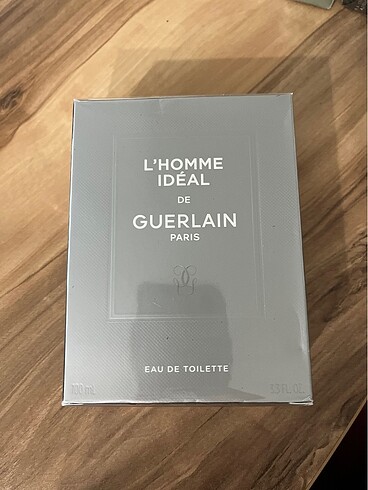 L'HOMME
IDÉAL
DE
GUERLAIN
PARIS
EAU DE TOILETTE
100 mL
3.3 FL. OZ.